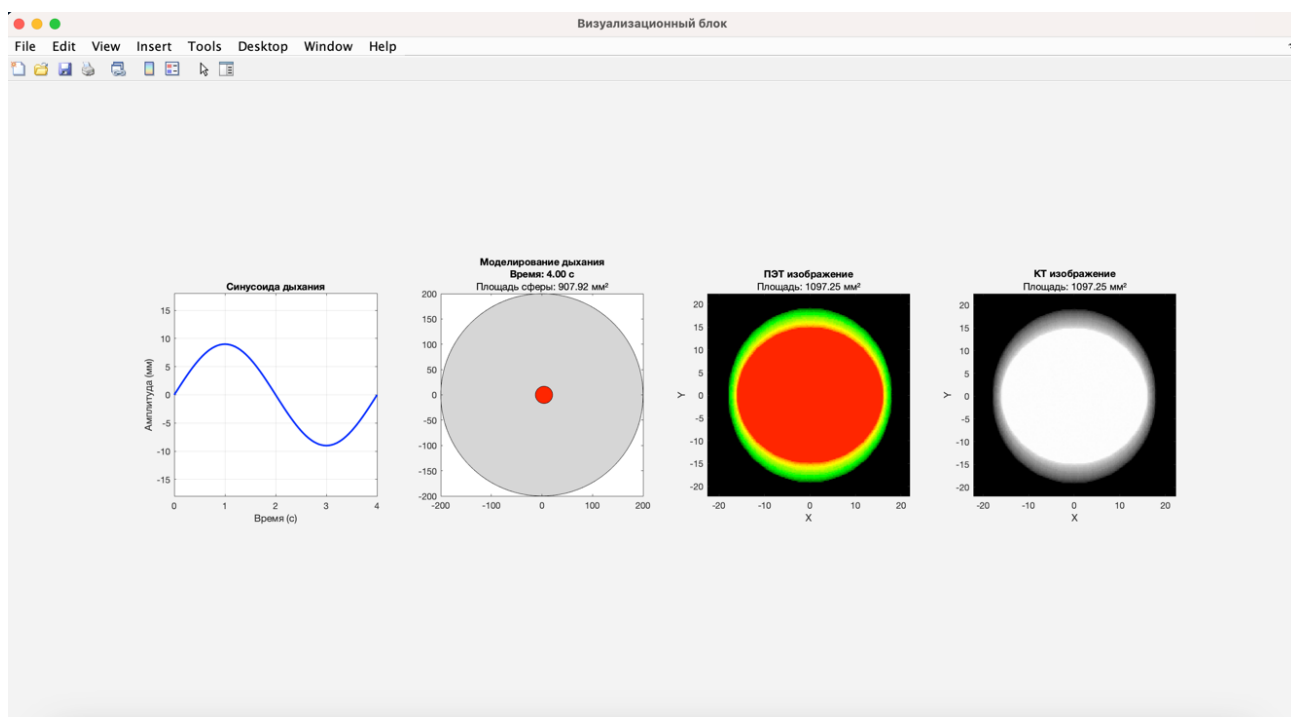 Визуализационный блок
File Edit View Insert Tools Desktop Window Help
Синусоида дыхания
15
10
5
0
-5
-10
-15
Амплитуда (мм)
0 1 2 3 4
Время (с)
Моделирование дыхания
Время: 4.00 с
Площадь сферы: 907.92 мм²
200
150
100
50
0
-50
-100
-150
-200
-200 -100 0 100 200
ПЭТ изображение
Площадь: 1097.25 мм²
20
15
10
5
0
-5
-10
-15
-20
Y
-20 -10 0 10 20
X
КТ изображение
Площадь: 1097.25 мм²
20
15
10
5
0
-5
-10
-15
-20
Y
-20 -10 0 10 20
X